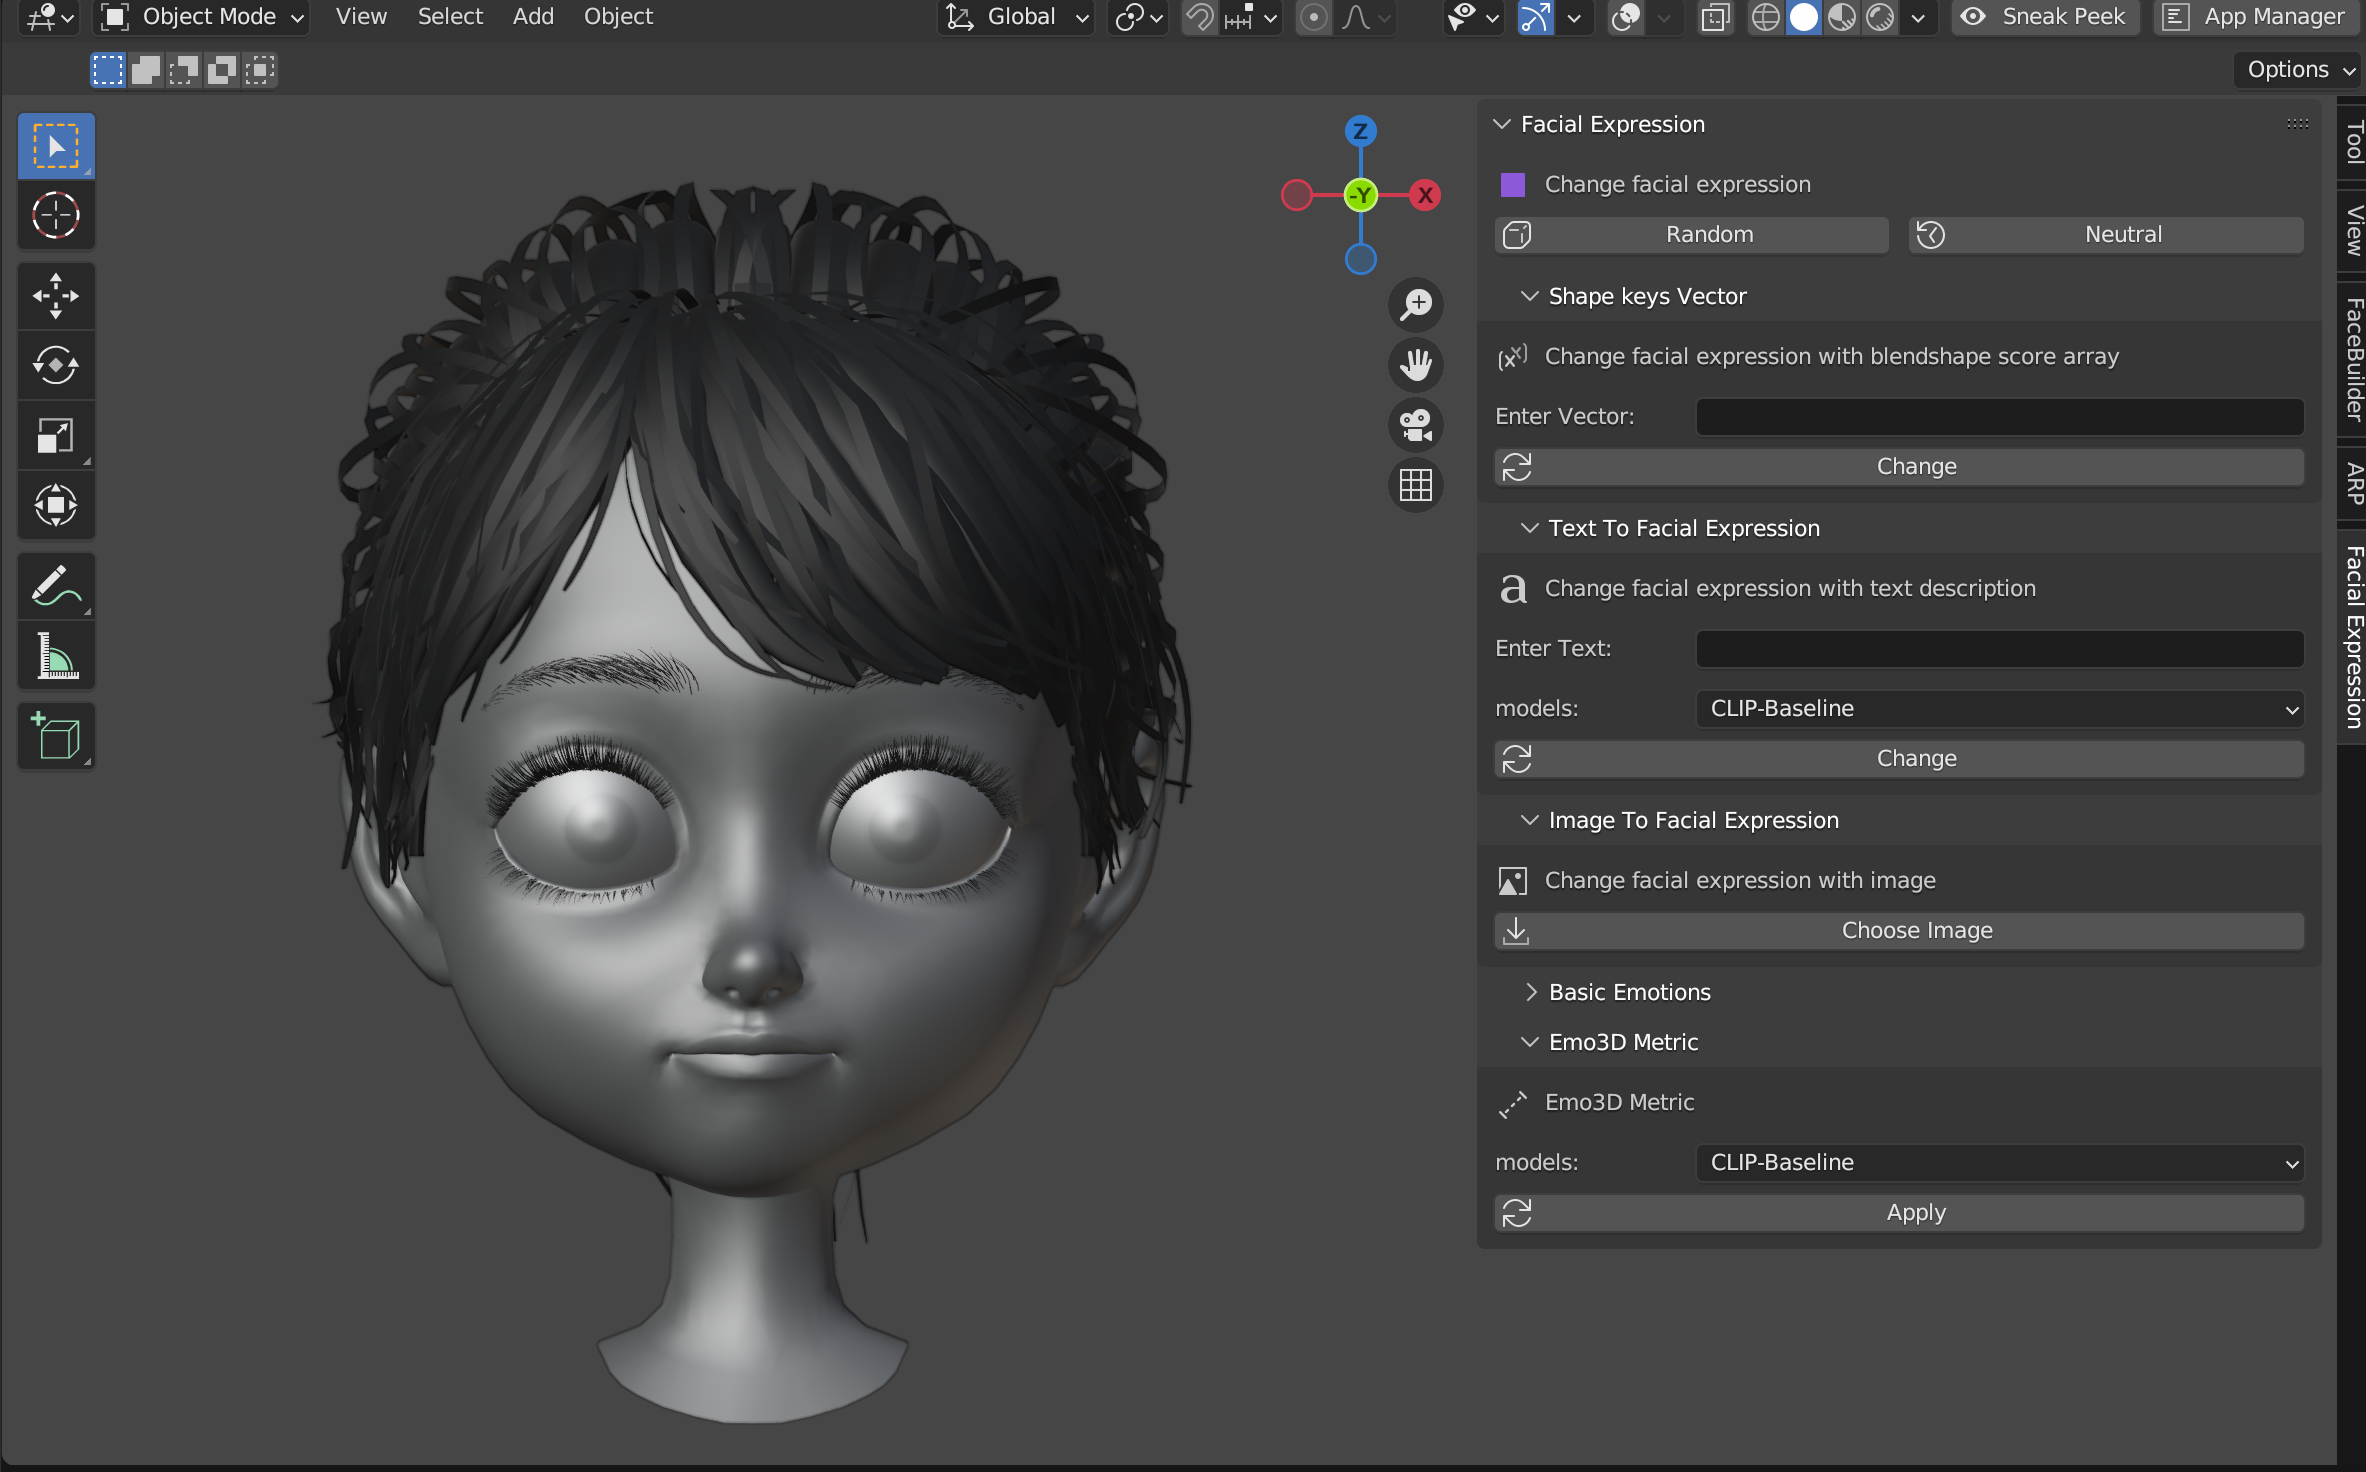 Object Mode View Select Add Object Global Sneak Peek App Manager
Options
Z
-Y X
Tool
View
FaceBuilder
ARP
Facial Expression
Facial Expression
Change facial expression
Random Neutral
Shape keys Vector
Change facial expression with blendshape score array
Enter Vector:
Change
Text To Facial Expression
a Change facial expression with text description
Enter Text:
models: CLIP-Baseline
Change
Image To Facial Expression
Change facial expression with image
Choose Image
Basic Emotions
Emo3D Metric
Emo3D Metric
models: CLIP-Baseline
Apply